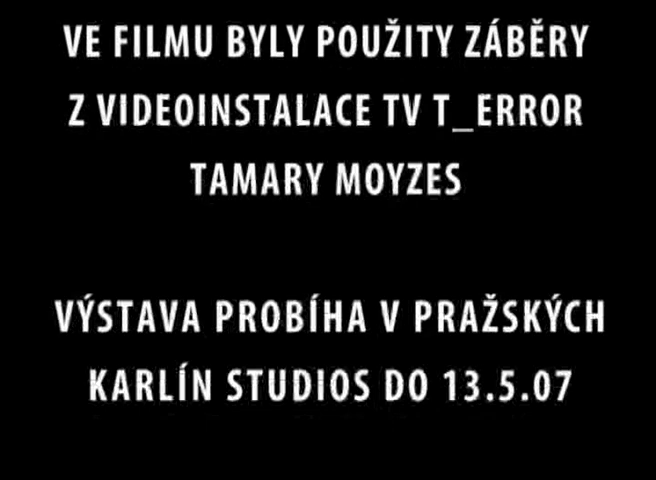 VE FILMU BYLY POUŽITY ZÁBĚRY
Z VIDEOINSTALACE TV T_ERROR
TAMARY MOYZES
VÝSTAVA PROBÍHA V PRAŽSKÝCH
KARLÍN STUDIOS DO 13.5.07